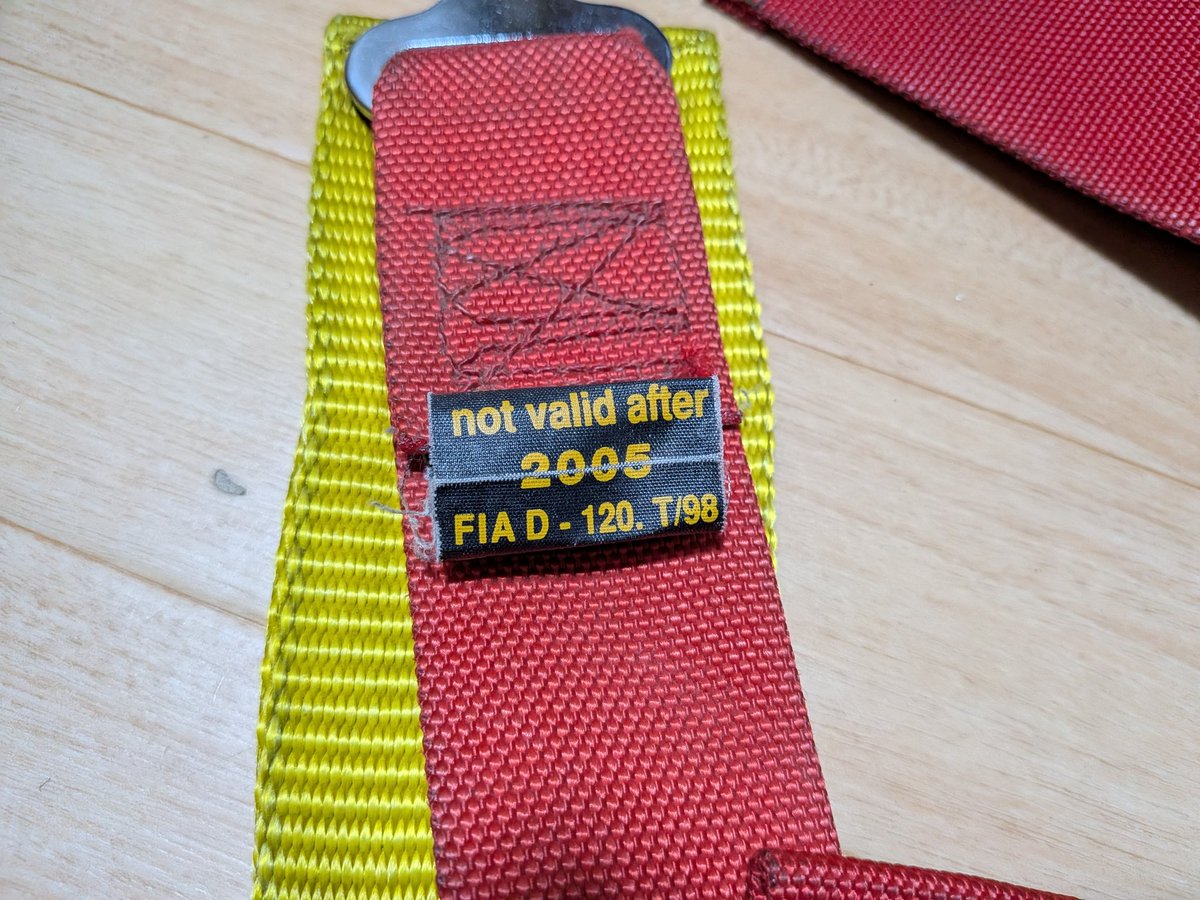 not valid after
2005
FIA D - 120. T/98